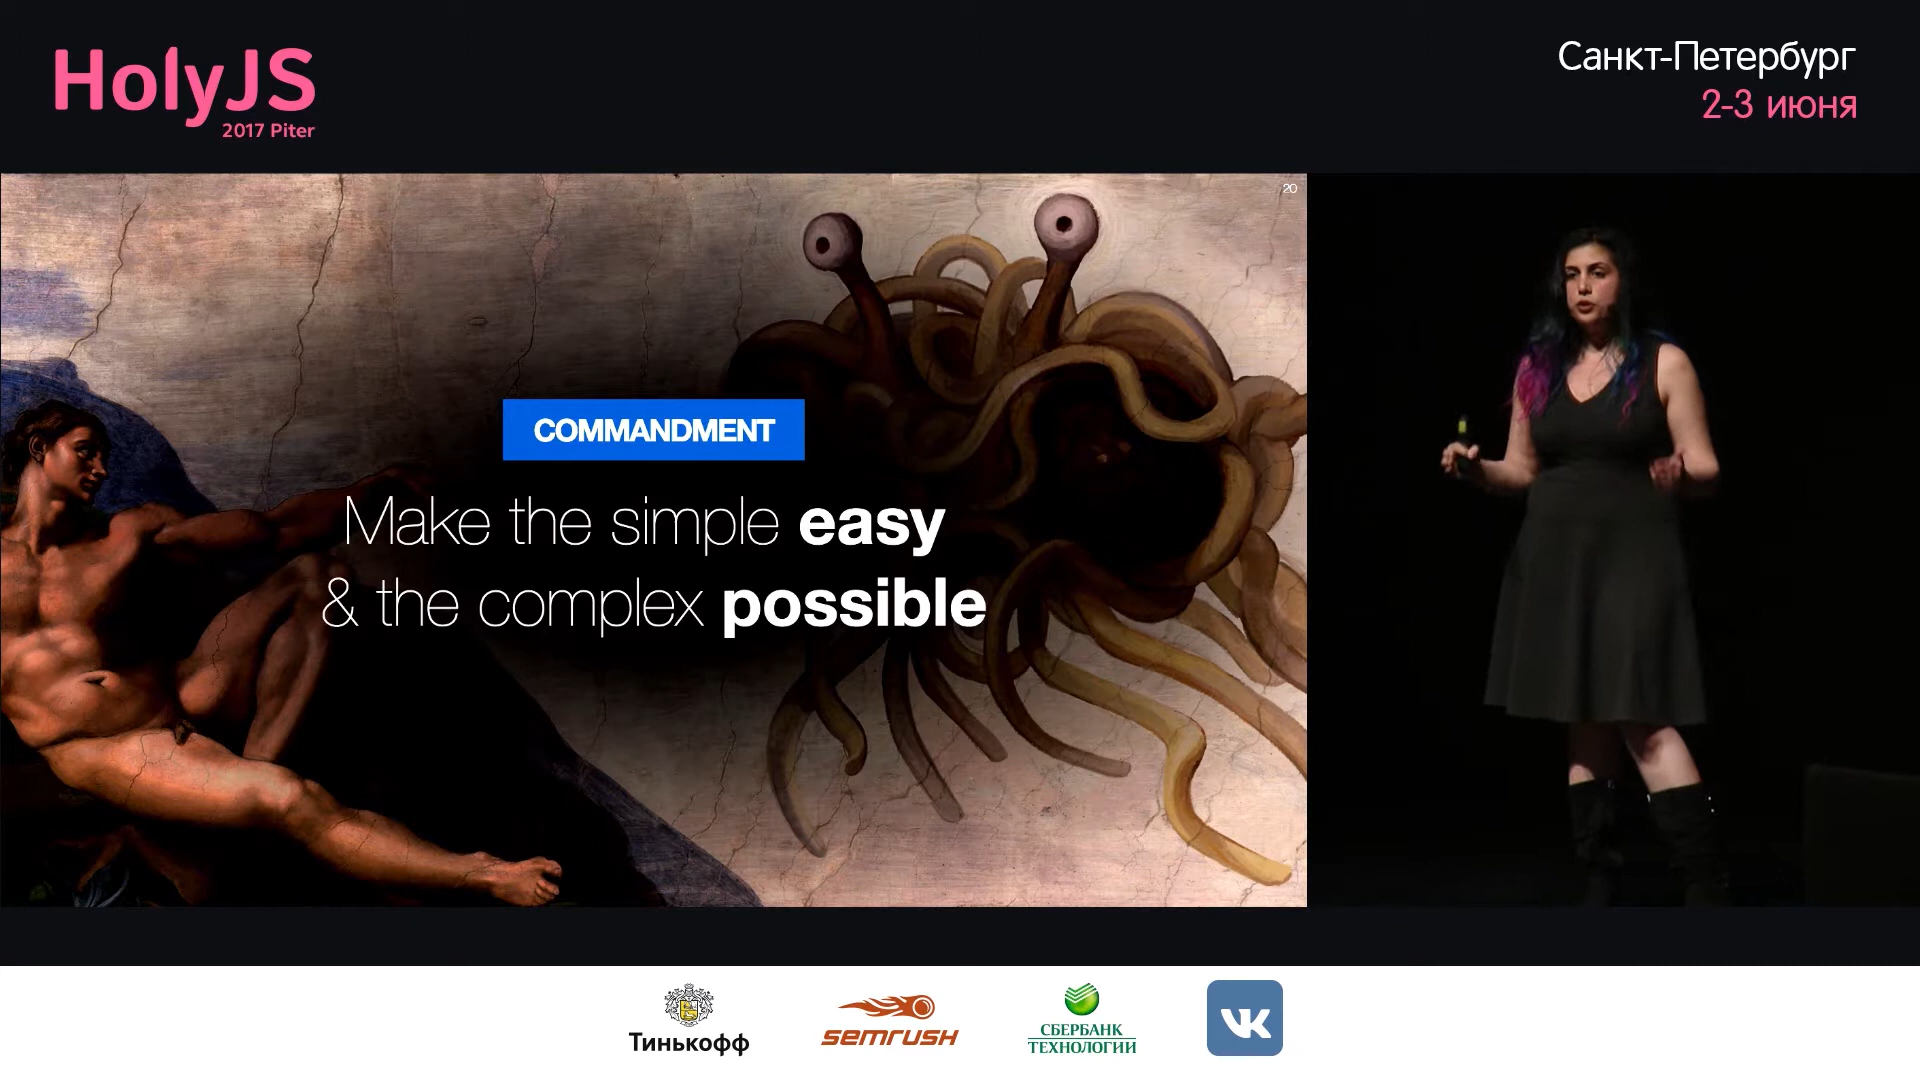 HolyJS
2017 Piter
Санкт-Петербург
2-3 июня
20
COMMANDMENT
Make the simple easy
& the complex possible
Тинькофф
semrush
СБЕРБАНК
ТЕХНОЛОГИИ
VK